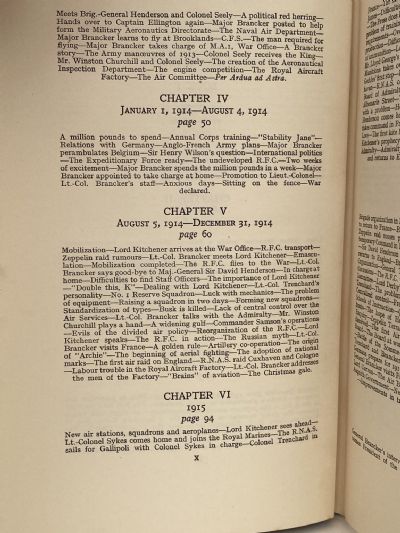 Meets Brig.-General Henderson and Colonel Seely—A political red herring—
Hands over to Captain Ellington again—Major Brancker posted to help
form the Military Aeronautics Directorate—The Naval Air Department—
Major Brancker learns to fly at Brooklands—C.F.S.—The man required for
flying—Major Brancker takes charge of M.A.1, War Office—A Brancker
story—The Army manœuvres of 1913—Colonel Seely receives the King—
Mr. Winston Churchill and Colonel Seely—The creation of the Aeronautical
Inspection Department—The engine competition—The Royal Aircraft
Factory—The Air Committee—Per Ardua ad Astra.
CHAPTER IV
JANUARY 1, 1914—AUGUST 4, 1914
page 50
A million pounds to spend—Annual Corps training—"Stability Jane"—
Relations with Germany—Anglo-French Army plans—Major Brancker
perambulates Belgium—Sir Henry Wilson's question—International politics
—The Expeditionary Force ready—The undeveloped R.F.C.—Two weeks
of excitement—Major Brancker spends the million pounds in a week—Major
Brancker appointed to take charge at home—Promotion to Lieut.-Colonel—
Lt.-Col. Brancker's staff—Anxious days—Sitting on the fence—War
declared.
CHAPTER V
AUGUST 5, 1914—DECEMBER 31, 1914
page 60
Mobilization—Lord Kitchener arrives at the War Office—R.F.C. transport—
Zeppelin raid rumours—Lt.-Col. Brancker meets Lord Kitchener—Emascu-
lation—Mobilization completed—The R.F.C. flies to the War—Lt.-Col.
Brancker says good-bye to Maj.-General Sir David Henderson—In charge at
home—Difficulties to find Staff Officers—The importance of Lord Kitchener
—"Double this, K"—Dealing with Lord Kitchener—Lt.-Col. Trenchard's
personality—No. 1 Reserve Squadron—Luck with mechanics—The problem
of equipment—Raising a squadron in two days—Forming new squadrons—
Standardization of types—Busk is killed—Lack of central control over the
Air Services—Lt.-Col. Brancker talks with the Admiralty—Mr. Winston
Churchill plays a hand—A widening gulf—Commander Samson's operations
—Evils of the divided air policy—Reorganization of the R.F.C.—Lord
Kitchener speaks—The R.F.C. in action—The Russian myth—Lt.-Col.
Brancker visits France—A golden rule—Artillery co-operation—The origin
of "Archie"—The beginning of aerial fighting—The adoption of national
marks—The first air raid on England—R.N.A.S. raid Cuxhaven and Cologne
—Labour trouble in the Royal Aircraft Factory—Lt.-Col. Brancker addresses
the men of the Factory—"Brains" of aviation—The Christmas gale.
CHAPTER VI
1915
page 94
New air stations, squadrons and aeroplanes—Lord Kitchener sees ahead—
Lt.-Colonel Sykes comes home and joins the Royal Marines—The R.N.A.S.
sails for Gallipoli with Colonel Sykes in charge—Colonel Trenchard in
x